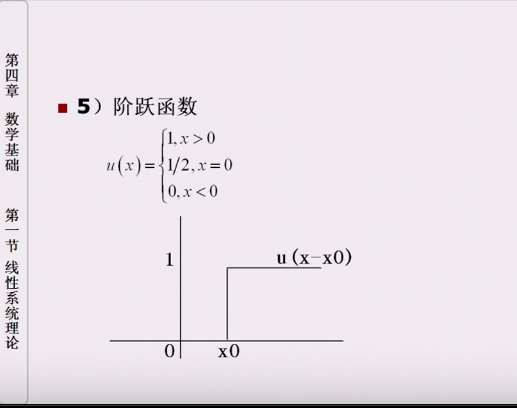 第四章 数学基础 第一节 线性系统理论
■ 5）阶跃函数
u(x)={1, x>0
1/2, x=0
0, x<0
1
u(x-x0)
0 x0